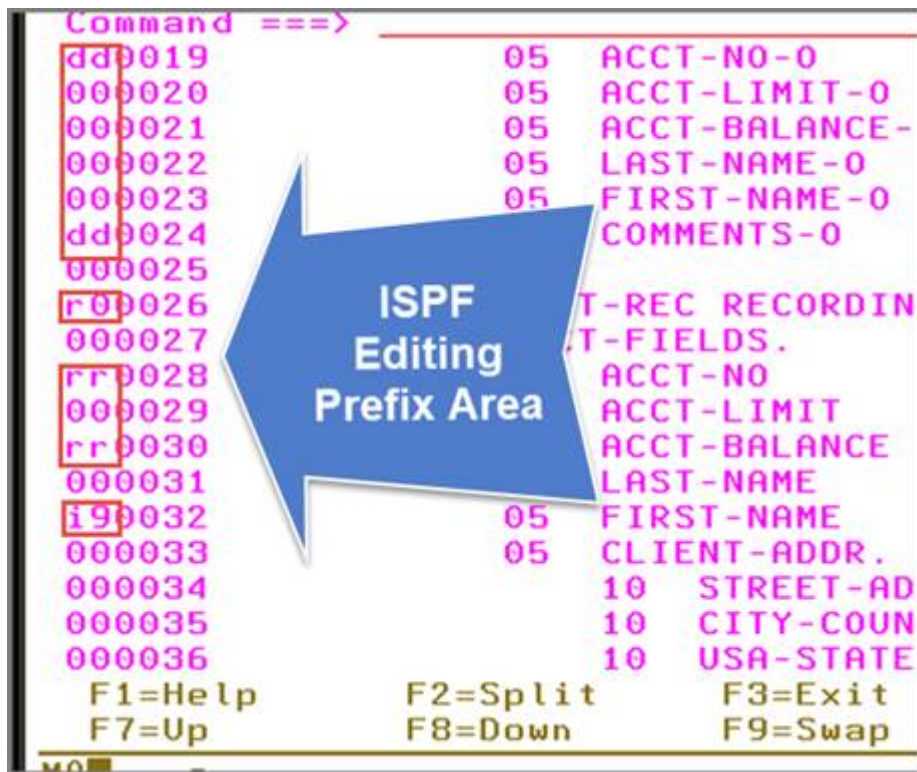 Command ===>
dd0019 05 ACCT-NO-O
000020 05 ACCT-LIMIT-O
000021 05 ACCT-BALANCE-
000022 05 LAST-NAME-O
000023 05 FIRST-NAME-O
dd0024 COMMENTS-O
000025
r00026 T-REC RECORDIN
000027 T-FIELDS.
rr0028 ACCT-NO
000029 ACCT-LIMIT
rr0030 ACCT-BALANCE
000031 LAST-NAME
i90032 05 FIRST-NAME
000033 05 CLIENT-ADDR.
000034 10 STREET-AD
000035 10 CITY-COUN
000036 10 USA-STATE
ISPF
Editing
Prefix Area
F1=Help F2=Split F3=Exit
F7=Up F8=Down F9=Swap